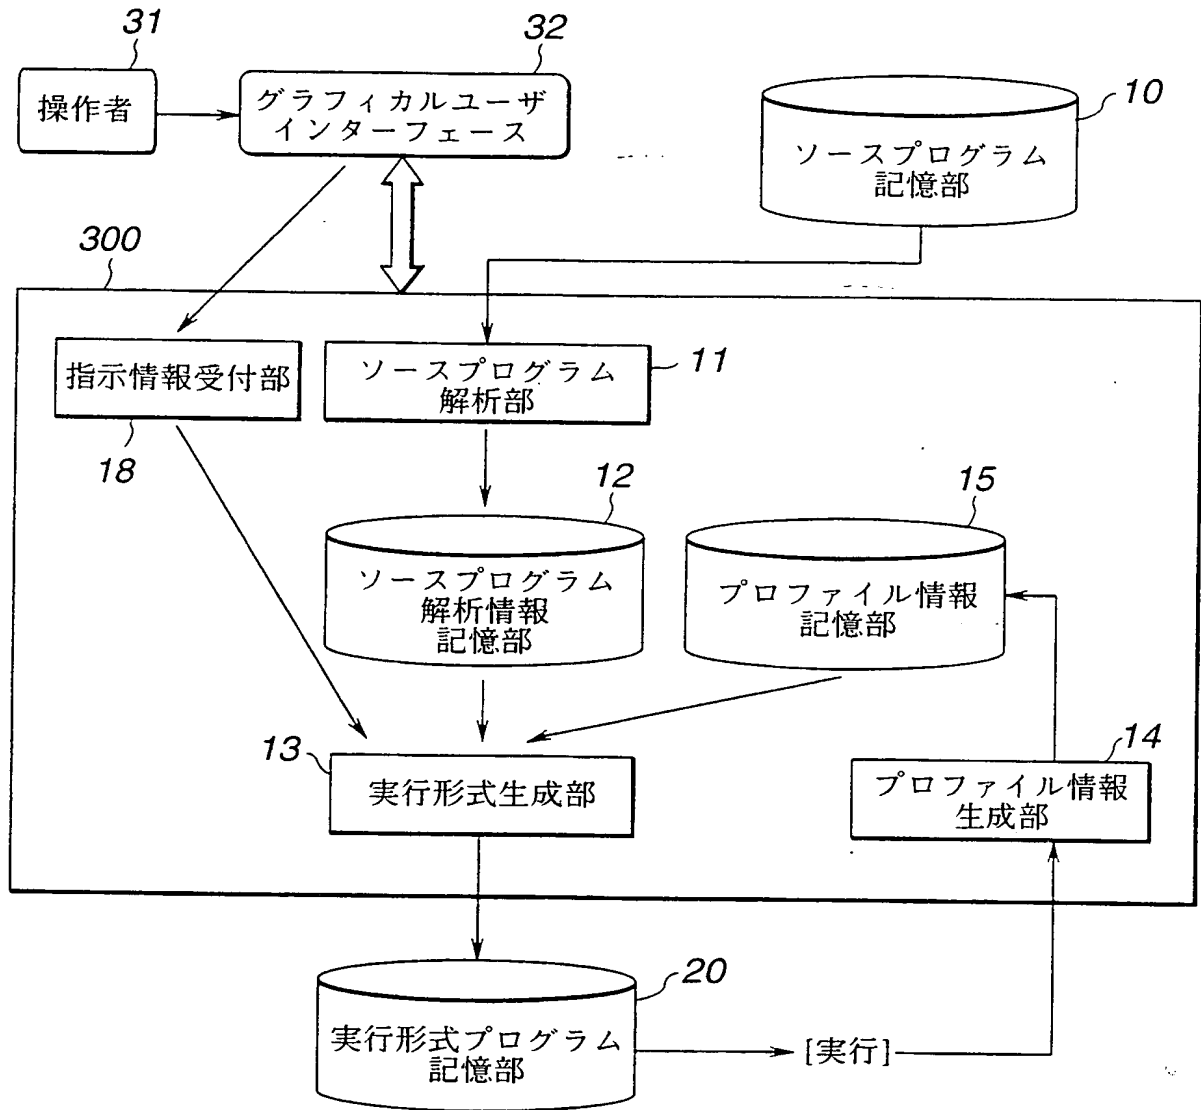 31
操作者
32
グラフィカルユーザ
インターフェース
10
ソースプログラム
記憶部
300
指示情報受付部
18
ソースプログラム
解析部
11
12
ソースプログラム
解析情報
記憶部
15
プロファイル情報
記憶部
13
実行形式生成部
14
プロファイル情報
生成部
20
実行形式プログラム
記憶部
[実行]